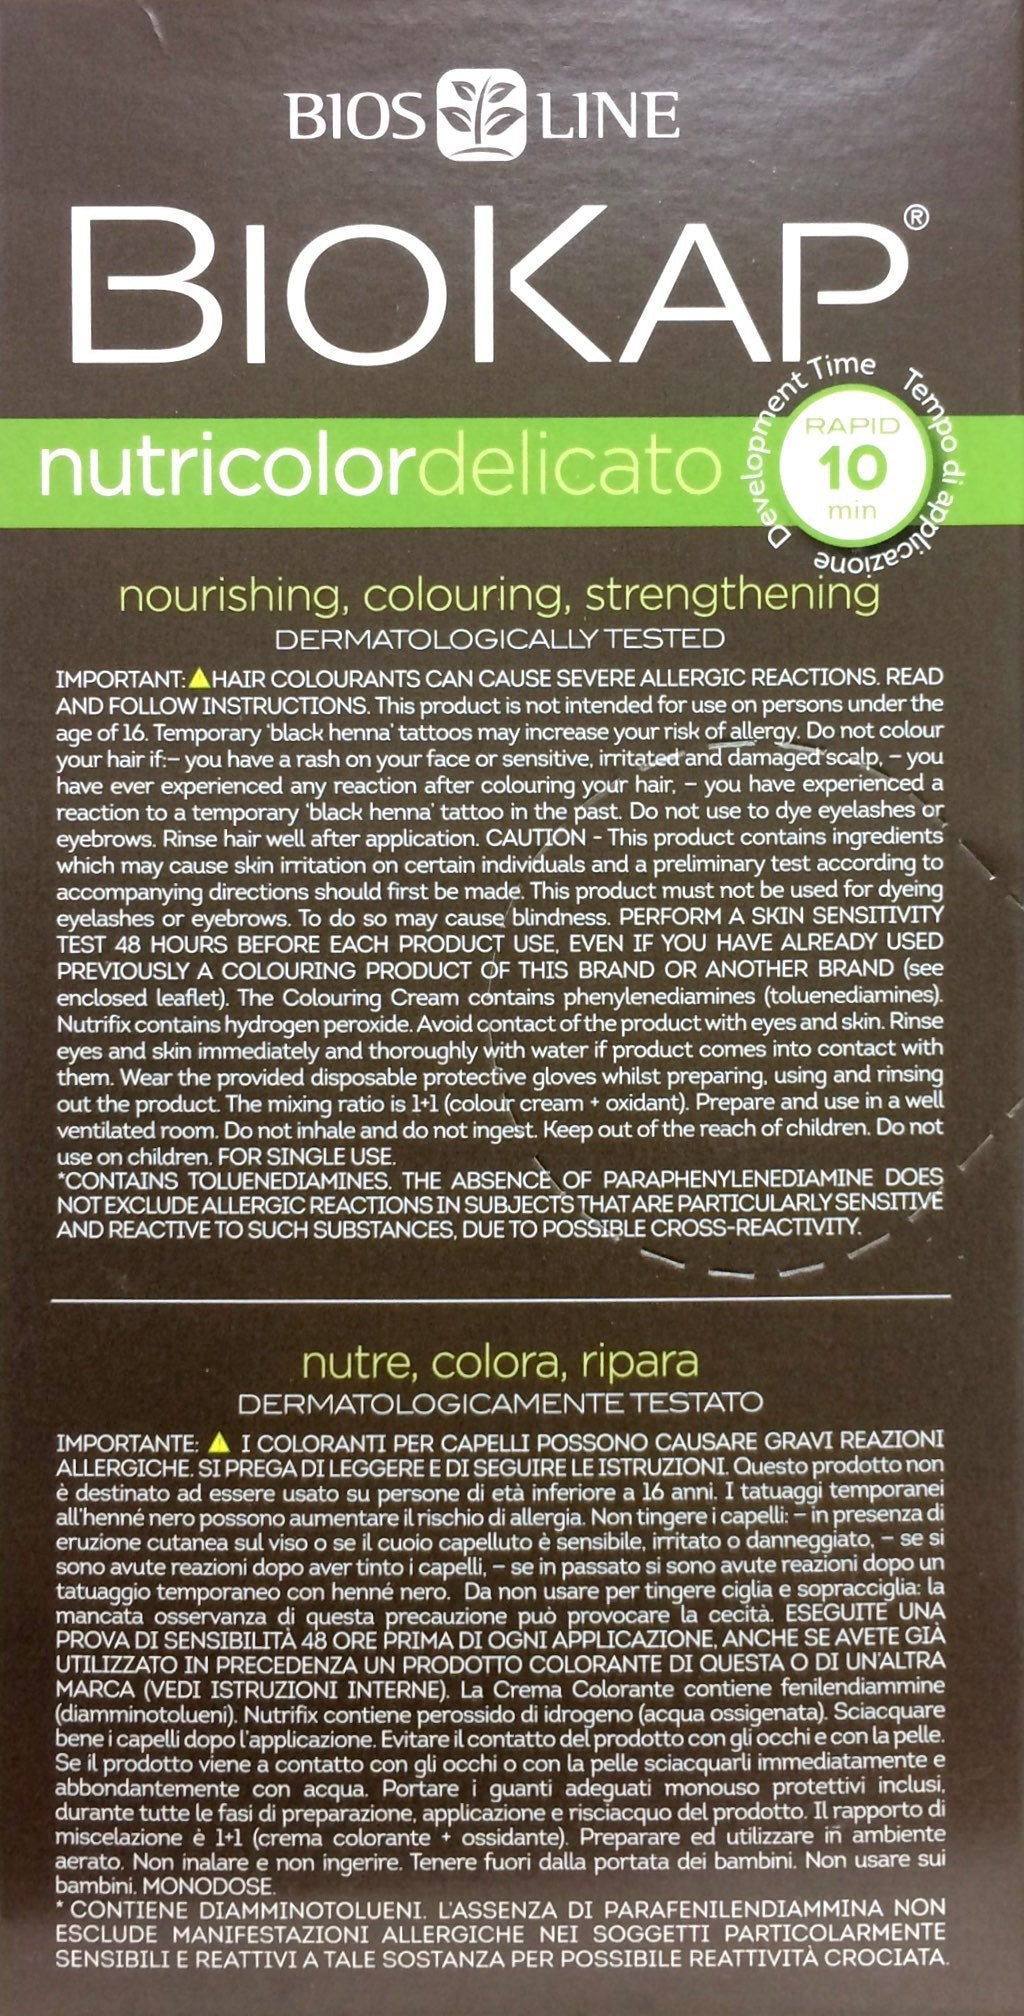 BIOS LINE
BIOKAP®
nutricolordelicato
Development Time Tempo di applicazione
RAPID
10
min
nourishing, colouring, strengthening
DERMATOLOGICALLY TESTED
IMPORTANT: HAIR COLOURANTS CAN CAUSE SEVERE ALLERGIC REACTIONS. READ
AND FOLLOW INSTRUCTIONS. This product is not intended for use on persons under the
age of 16. Temporary 'black henna' tattoos may increase your risk of allergy. Do not colour
your hair if:– you have a rash on your face or sensitive, irritated and damaged scalp, – you
have ever experienced any reaction after colouring your hair, – you have experienced a
reaction to a temporary 'black henna' tattoo in the past. Do not use to dye eyelashes or
eyebrows. Rinse hair well after application. CAUTION - This product contains ingredients
which may cause skin irritation on certain individuals and a preliminary test according to
accompanying directions should first be made. This product must not be used for dyeing
eyelashes or eyebrows. To do so may cause blindness. PERFORM A SKIN SENSITIVITY
TEST 48 HOURS BEFORE EACH PRODUCT USE, EVEN IF YOU HAVE ALREADY USED
PREVIOUSLY A COLOURING PRODUCT OF THIS BRAND OR ANOTHER BRAND (see
enclosed leaflet). The Colouring Cream contains phenylenediamines (toluenediamines).
Nutrifix contains hydrogen peroxide. Avoid contact of the product with eyes and skin. Rinse
eyes and skin immediately and thoroughly with water if product comes into contact with
them. Wear the provided disposable protective gloves whilst preparing, using and rinsing
out the product. The mixing ratio is 1+1 (colour cream + oxidant). Prepare and use in a well
ventilated room. Do not inhale and do not ingest. Keep out of the reach of children. Do not
use on children. FOR SINGLE USE.
*CONTAINS TOLUENEDIAMINES. THE ABSENCE OF PARAPHENYLENEDIAMINE DOES
NOT EXCLUDE ALLERGIC REACTIONS IN SUBJECTS THAT ARE PARTICULARLY SENSITIVE
AND REACTIVE TO SUCH SUBSTANCES, DUE TO POSSIBLE CROSS-REACTIVITY.
nutre, colora, ripara
DERMATOLOGICAMENTE TESTATO
IMPORTANTE: I COLORANTI PER CAPELLI POSSONO CAUSARE GRAVI REAZIONI
ALLERGICHE. SI PREGA DI LEGGERE E DI SEGUIRE LE ISTRUZIONI. Questo prodotto non
è destinato ad essere usato su persone di età inferiore a 16 anni. I tatuaggi temporanei
all'henné nero possono aumentare il rischio di allergia. Non tingere i capelli: – in presenza di
eruzione cutanea sul viso o se il cuoio capelluto è sensibile, irritato o danneggiato, – se si
sono avute reazioni dopo aver tinto i capelli, – se in passato si sono avute reazioni dopo un
tatuaggio temporaneo con henné nero. Da non usare per tingere ciglia e sopracciglia: la
mancata osservanza di questa precauzione può provocare la cecità. ESEGUITE UNA
PROVA DI SENSIBILITÀ 48 ORE PRIMA DI OGNI APPLICAZIONE, ANCHE SE AVETE GIÀ
UTILIZZATO IN PRECEDENZA UN PRODOTTO COLORANTE DI QUESTA O DI UN'ALTRA
MARCA (VEDI ISTRUZIONI INTERNE). La Crema Colorante contiene fenilendiammine
(diamminotolueni). Nutrifix contiene perossido di idrogeno (acqua ossigenata). Sciacquare
bene i capelli dopo l'applicazione. Evitare il contatto del prodotto con gli occhi e con la pelle.
Se il prodotto viene a contatto con gli occhi o con la pelle sciacquarli immediatamente e
abbondantemente con acqua. Portare i guanti adeguati monouso protettivi inclusi,
durante tutte le fasi di preparazione, applicazione e risciacquo del prodotto. Il rapporto di
miscelazione è 1+1 (crema colorante + ossidante). Preparare ed utilizzare in ambiente
aerato. Non inalare e non ingerire. Tenere fuori dalla portata dei bambini. Non usare sui
bambini. MONODOSE.
* CONTIENE DIAMMINOTOLUENI. L'ASSENZA DI PARAFENILENDIAMMINA NON
ESCLUDE MANIFESTAZIONI ALLERGICHE NEI SOGGETTI PARTICOLARMENTE
SENSIBILI E REATTIVI A TALE SOSTANZA PER POSSIBILE REATTIVITÀ CROCIATA.